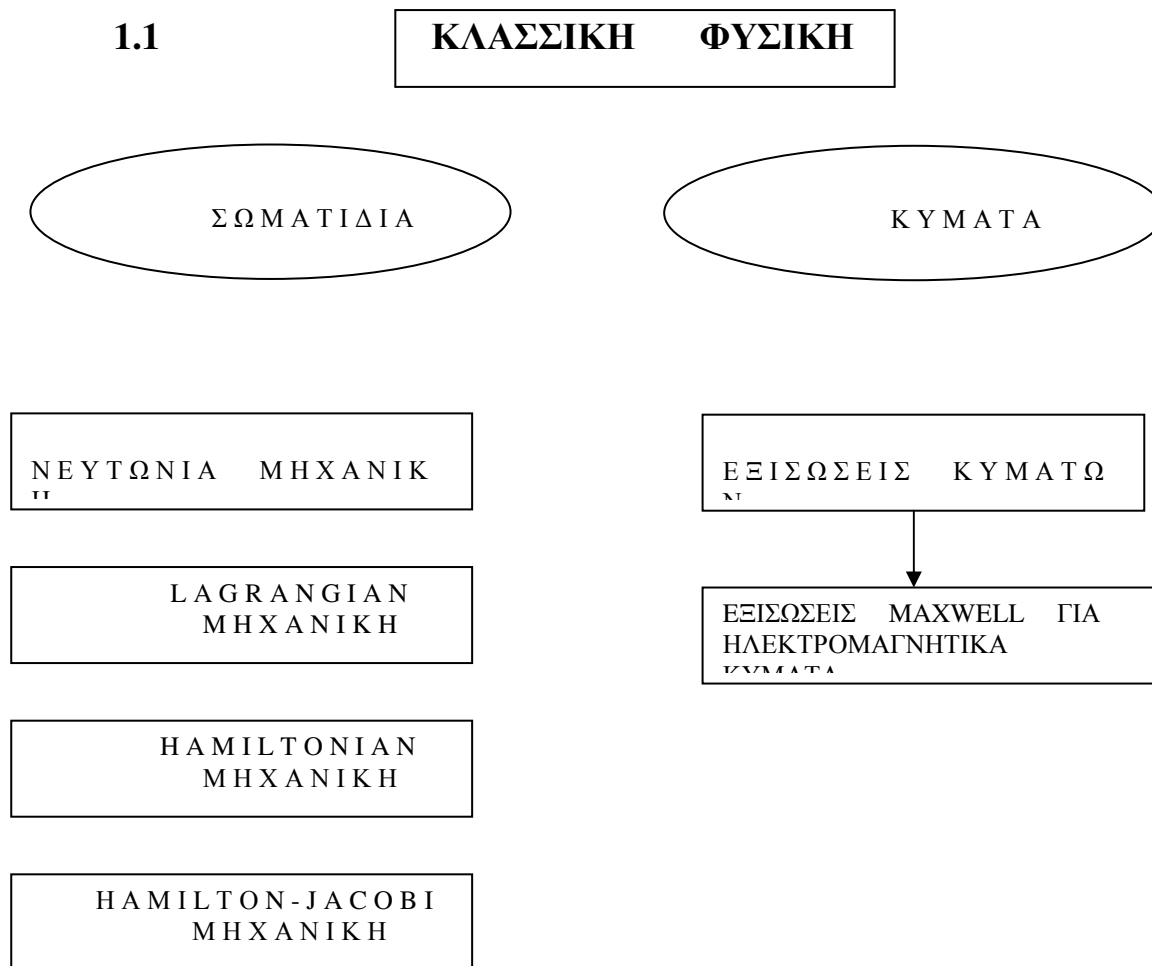 1.1 ΚΛΑΣΣΙΚΗ ΦΥΣΙΚΗ
ΣΩΜΑΤΙΔΙΑ
ΚΥΜΑΤΑ
ΝΕΥΤΩΝΙΑ ΜΗΧΑΝΙΚ
Η
LAGRANGIAN
ΜΗΧΑΝΙΚΗ
HAMILTONIAN
ΜΗΧΑΝΙΚΗ
HAMILTON-JACOBI
ΜΗΧΑΝΙΚΗ
ΕΞΙΣΩΣΕΙΣ ΚΥΜΑΤΩ
Ν
ΕΞΙΣΩΣΕΙΣ MAXWELL ΓΙΑ
ΗΛΕΚΤΡΟΜΑΓΝΗΤΙΚΑ
ΚΥΜΑΤΑ